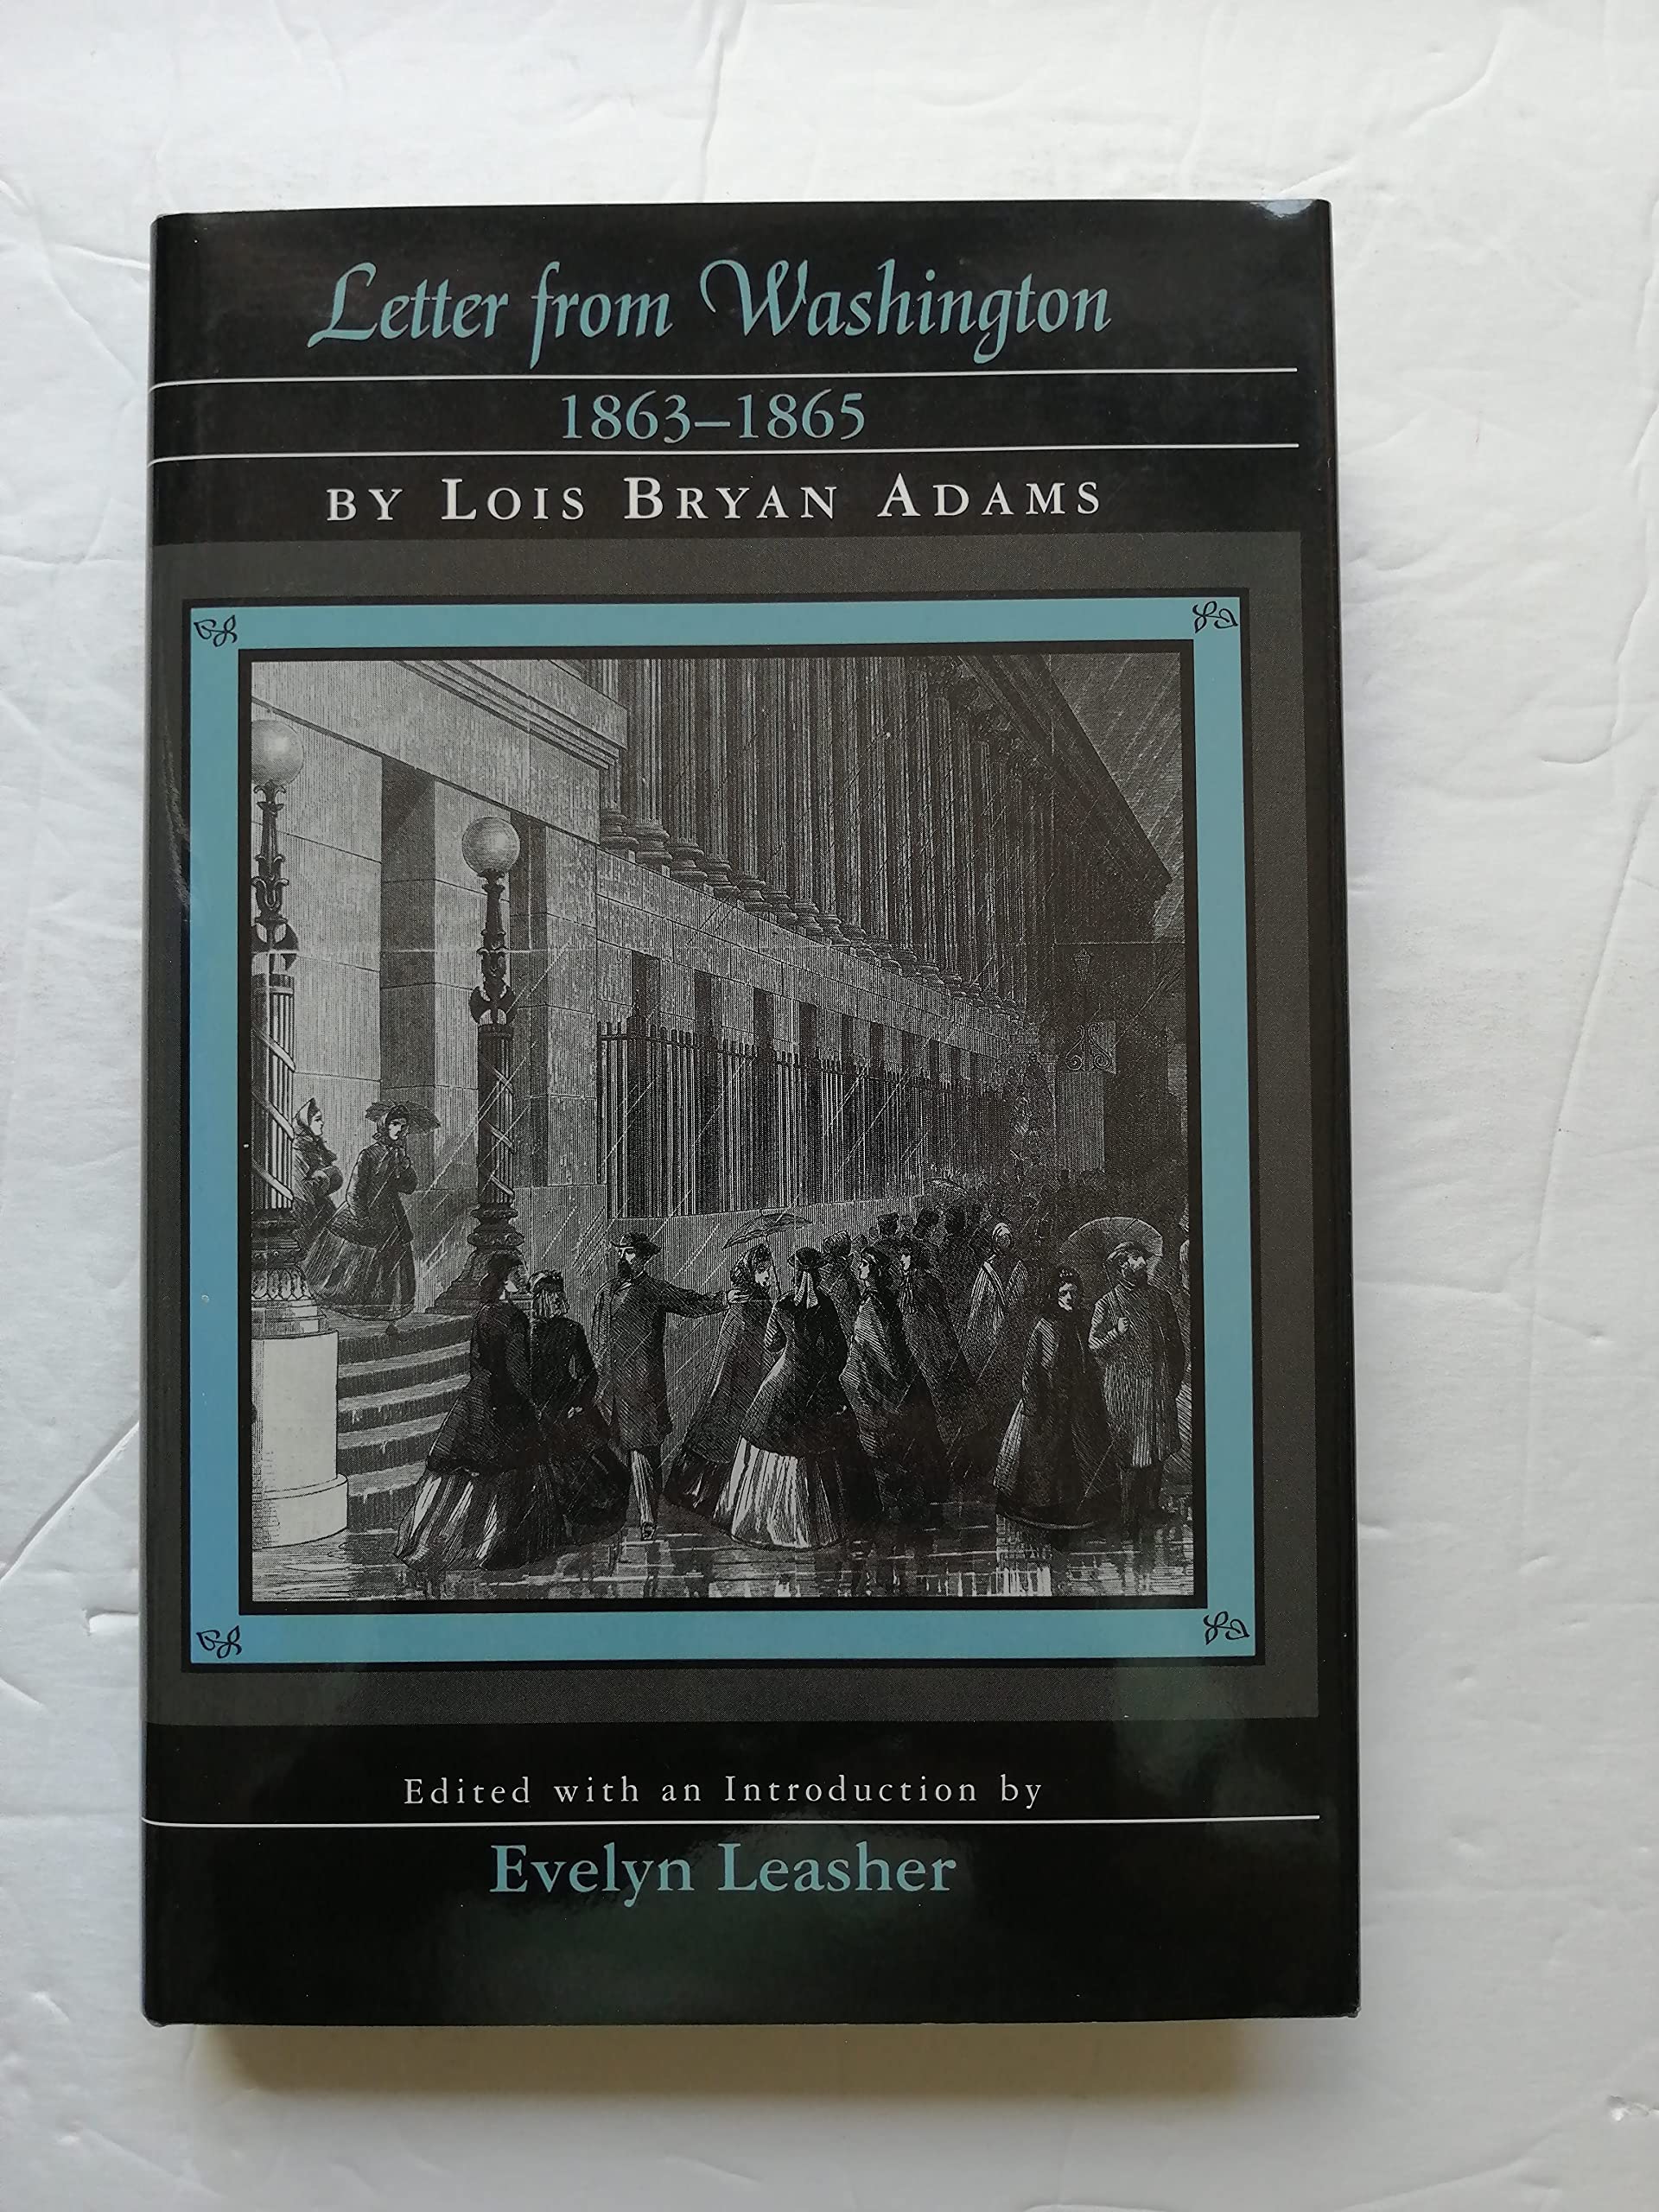 Letter from Washington
1863–1865
BY LOIS BRYAN ADAMS
Edited with an Introduction by
Evelyn Leasher